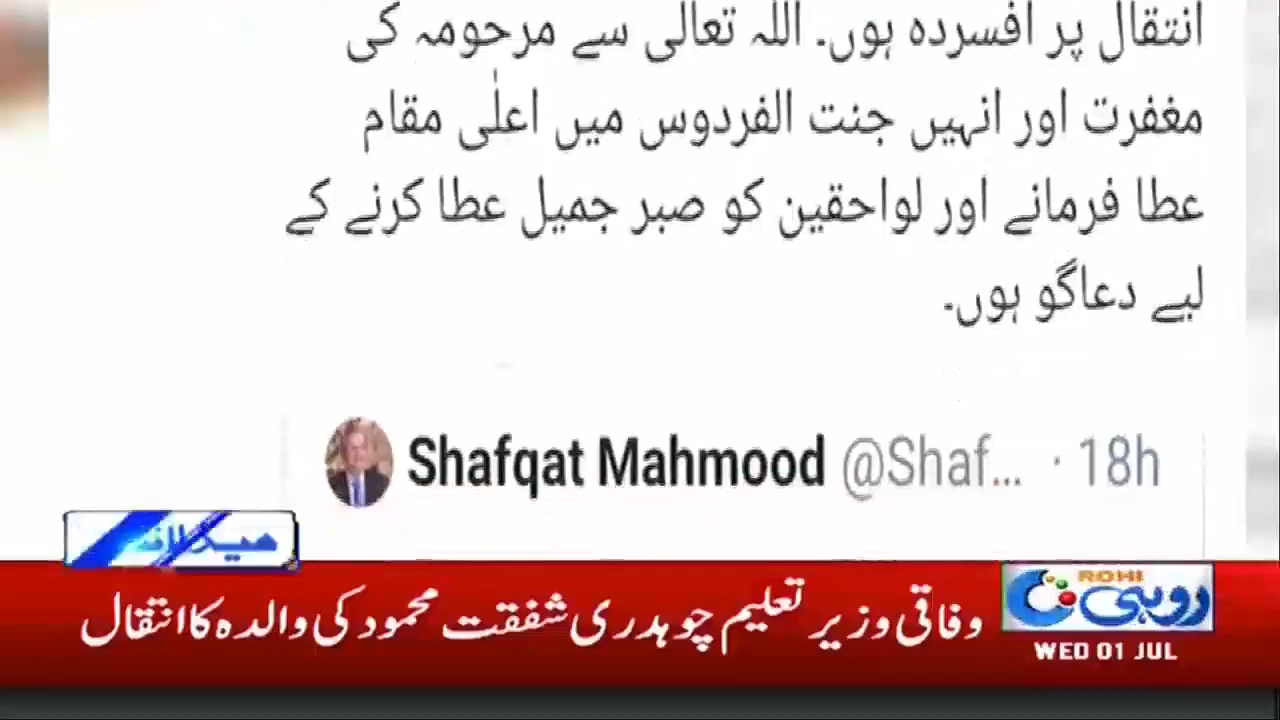 انتقال پر افسردہ ہوں۔ اللہ تعالٰی سے مرحومہ کی
مغفرت اور انہیں جنت الفردوس میں اعلٰی مقام
عطا فرمانے اور لواحقین کو صبر جمیل عطا کرنے کے
لیے دعاگو ہوں۔
Shafqat Mahmood @Shaf... · 18h
وفاقی وزیر تعلیم چوہدری شفقت محمود کی والدہ کا انتقال
ROHI
روہی
WED 01 JUL